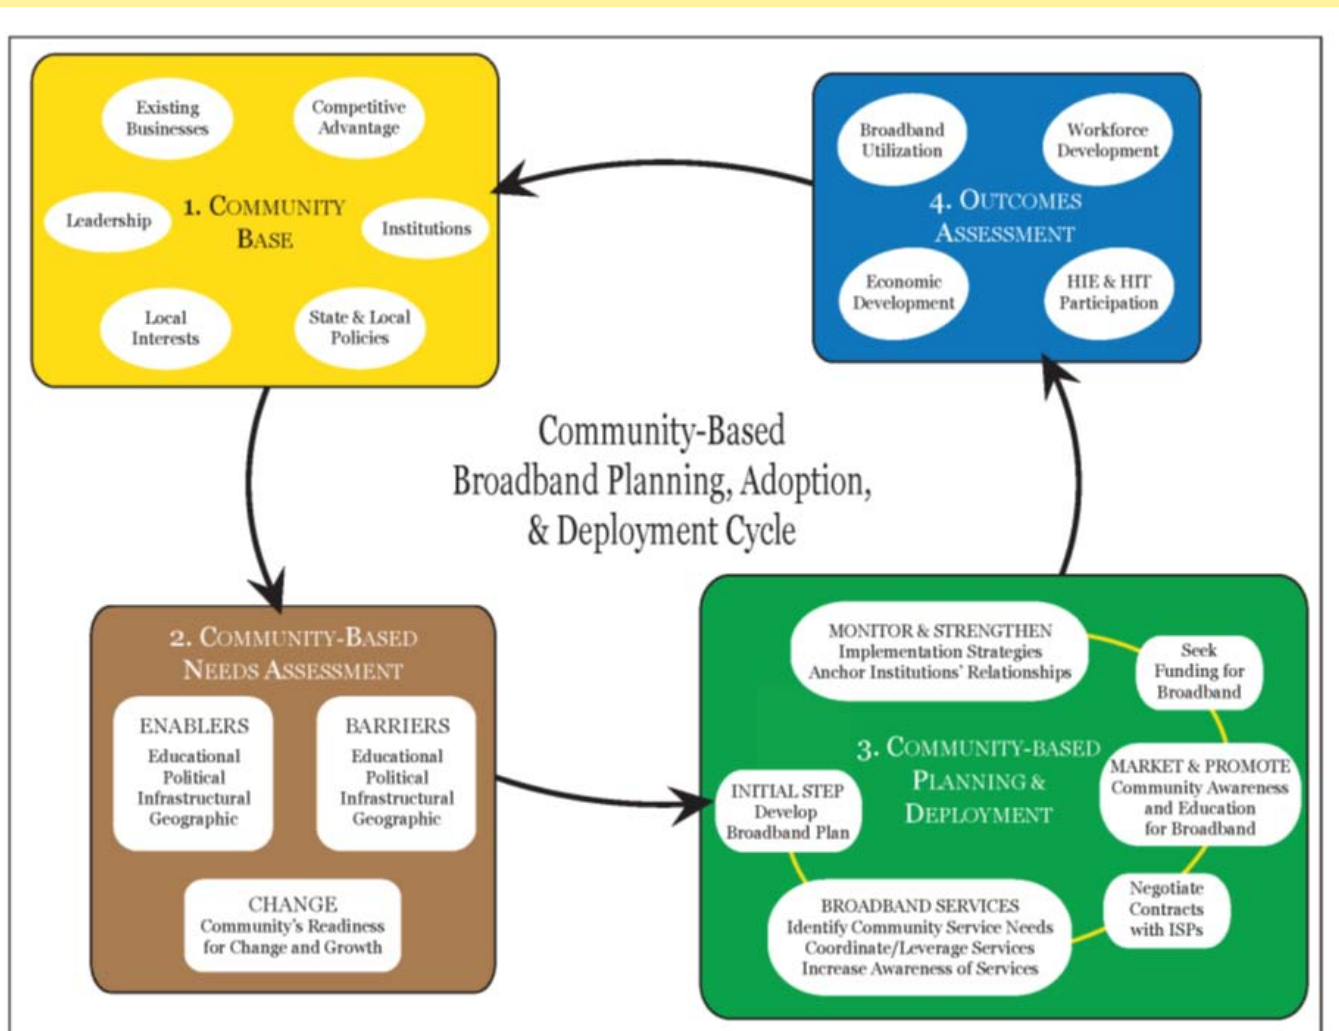 Existing
Businesses
Competitive
Advantage
Leadership
1. COMMUNITY
BASE
Institutions
Local
Interests
State & Local
Policies
Broadband
Utilization
Workforce
Development
4. OUTCOMES
ASSESSMENT
Economic
Development
HIE & HIT
Participation
Community-Based
Broadband Planning, Adoption,
& Deployment Cycle
2. COMMUNITY-BASED
NEEDS ASSESSMENT
ENABLERS
Educational
Political
Infrastructural
Geographic
BARRIERS
Educational
Political
Infrastructural
Geographic
CHANGE
Community's Readiness
for Change and Growth
3. COMMUNITY-BASED
PLANNING &
DEPLOYMENT
INITIAL STEP
Develop
Broadband Plan
BROADBAND SERVICES
Identify Community Service Needs
Coordinate/Leverage Services
Increase Awareness of Services
Negotiate
Contracts
with ISPs
MARKET & PROMOTE
Community Awareness
and Education
for Broadband
Seek
Funding for
Broadband
MONITOR & STRENGTHEN
Implementation Strategies
Anchor Institutions' Relationships